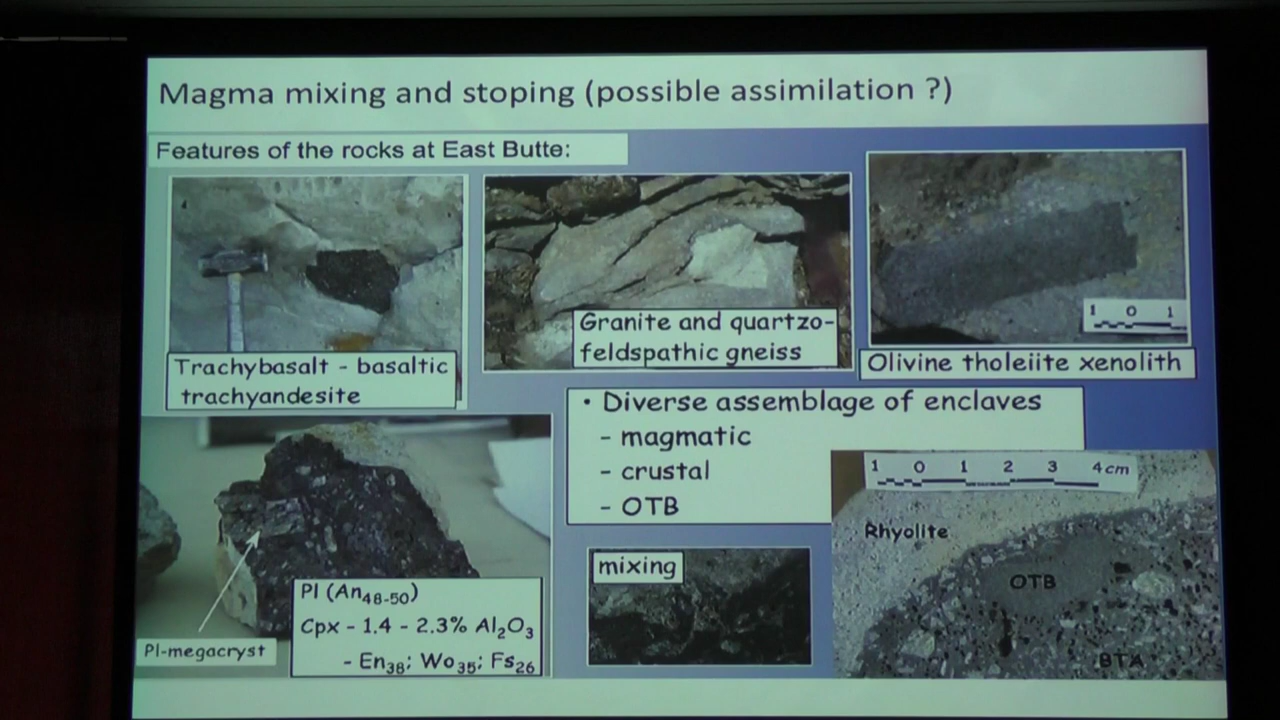 Magma mixing and stoping (possible assimilation ?)
Features of the rocks at East Butte:
Trachybasalt - basaltic
trachyandesite
Granite and quartzo-
feldspathic gneiss
1 0 1
Olivine tholeiite xenolith
• Diverse assemblage of enclaves
- magmatic
- crustal
- OTB
Pl (An48-50)
Cpx - 1.4 - 2.3% Al2O3
- En38; Wo35; Fs26
Pl-megacryst
mixing
1 0 1 2 3 4cm
Rhyolite
OTB
BTA